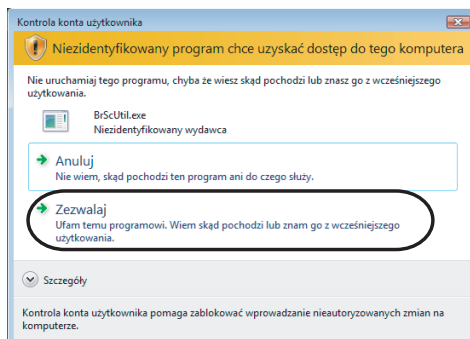 Kontrola konta użytkownika
Niezidentyfikowany program chce uzyskać dostęp do tego komputera
Nie uruchamiaj tego programu, chyba że wiesz skąd pochodzi lub znasz go z wcześniejszego
użytkowania.
BrScUtil.exe
Niezidentyfikowany wydawca
Anuluj
Nie wiem, skąd pochodzi ten program ani do czego służy.
Zezwalaj
Ufam temu programowi. Wiem skąd pochodzi lub znam go z wcześniejszego
użytkowania.
Szczegóły
Kontrola konta użytkownika pomaga zablokować wprowadzanie nieautoryzowanych zmian na
komputerze.